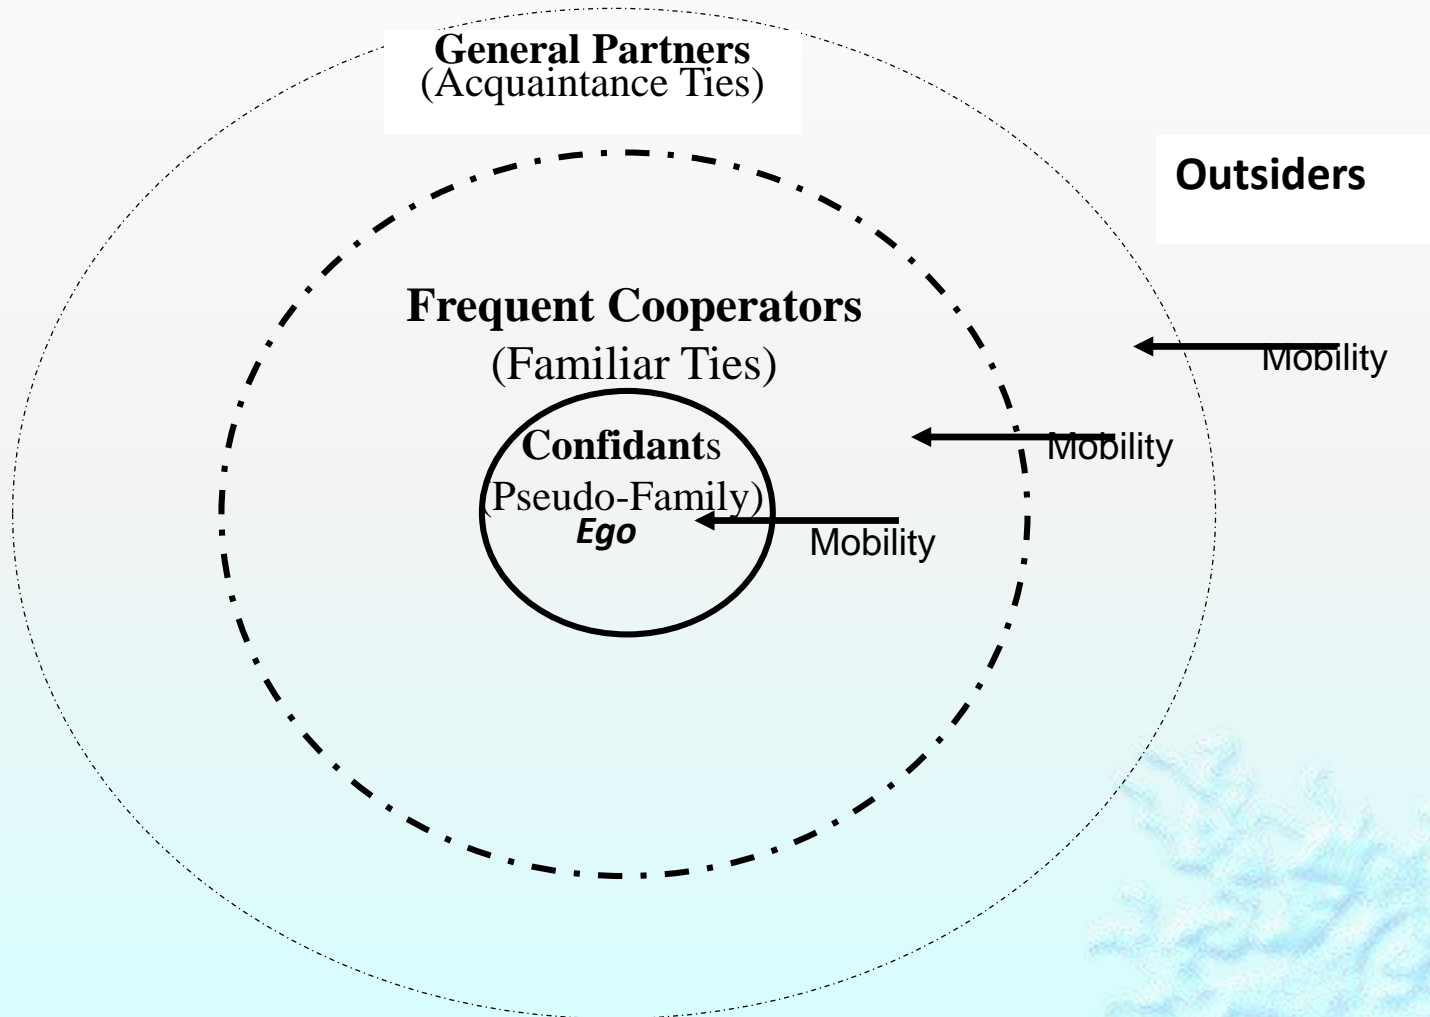 General Partners
(Acquaintance Ties)
Outsiders
Frequent Cooperators
(Familiar Ties)
Mobility
Confidants
Mobility
(Pseudo-Family)
Ego
Mobility